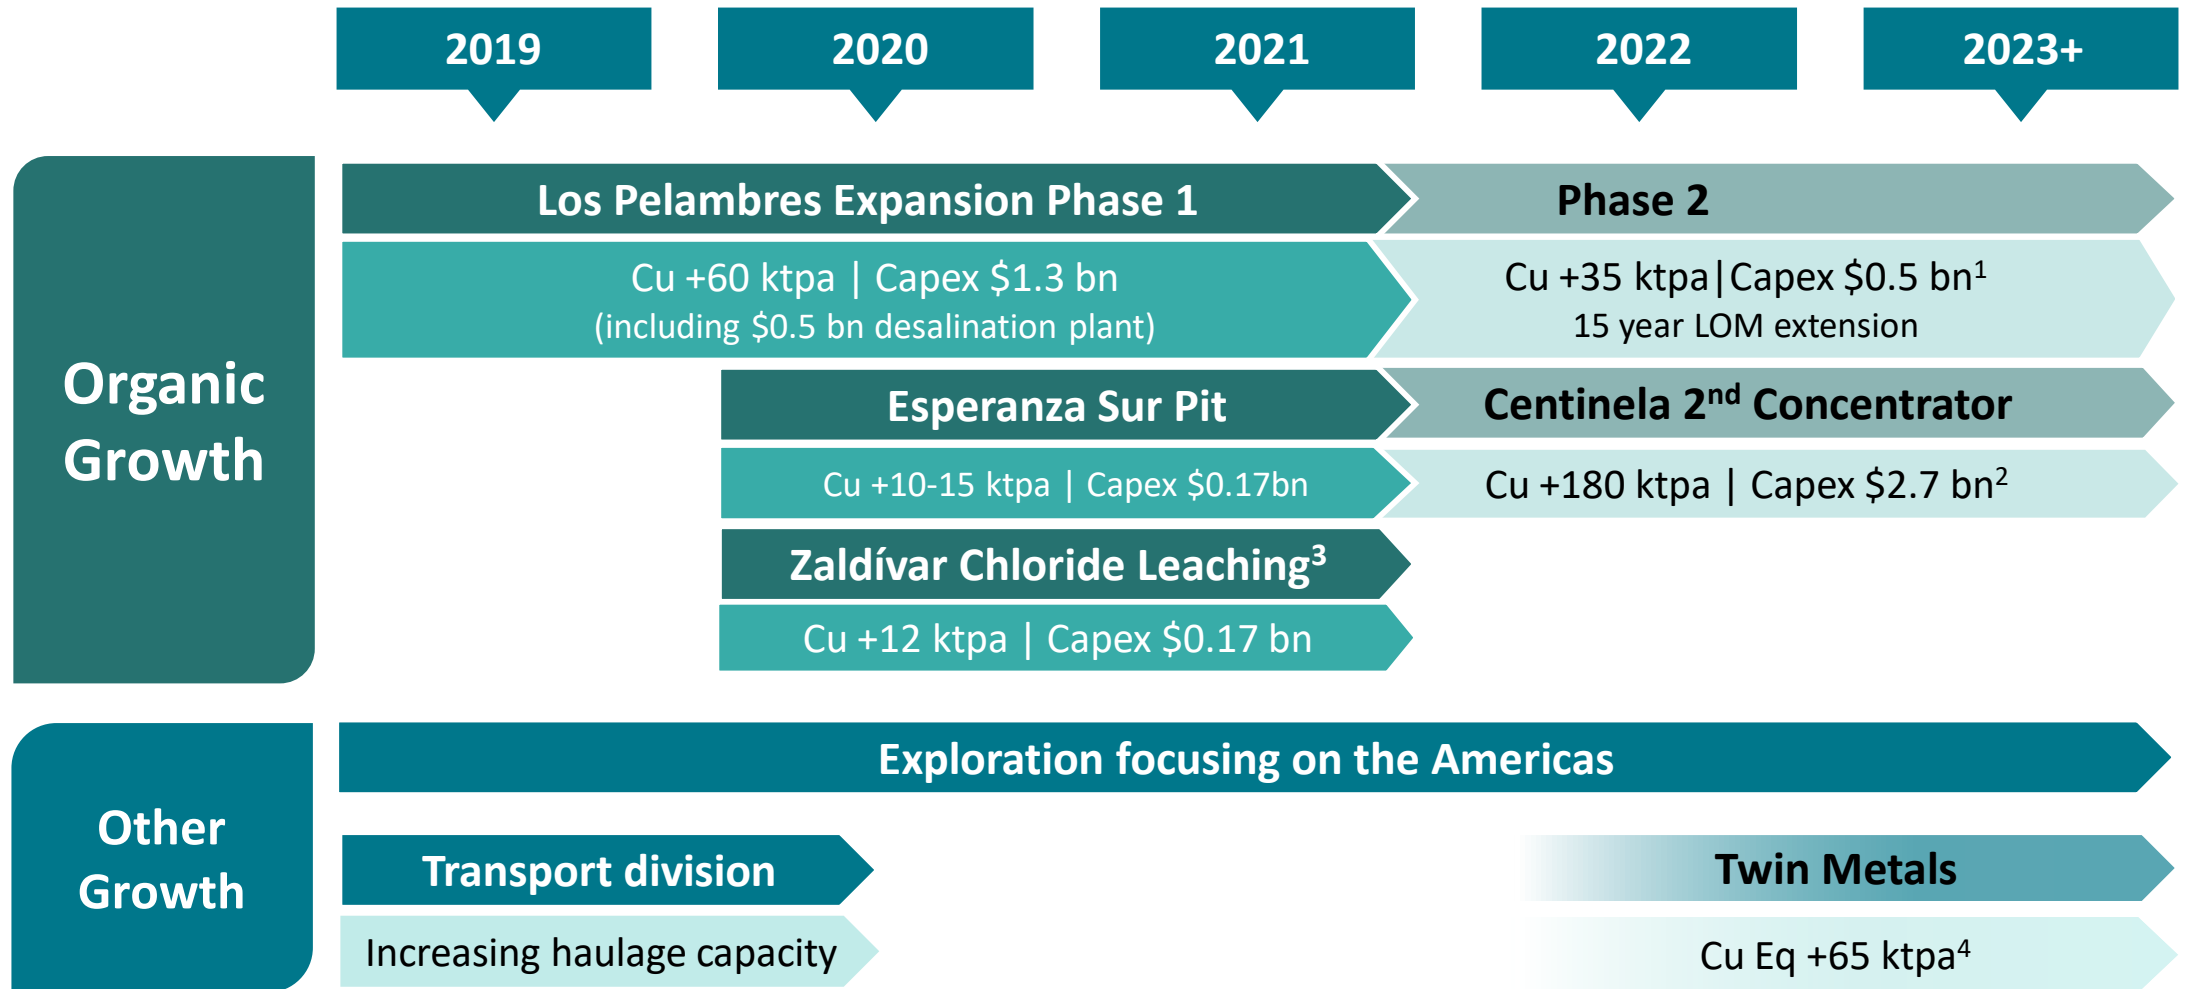 2019
2020
2021
2022
2023+
Organic
Growth
Los Pelambres Expansion Phase 1
Phase 2
Cu +60 ktpa | Capex $1.3 bn
(including $0.5 bn desalination plant)
Cu +35 ktpa|Capex $0.5 bn¹
15 year LOM extension
Esperanza Sur Pit
Centinela 2ⁿᵈ Concentrator
Cu +10-15 ktpa | Capex $0.17bn
Cu +180 ktpa | Capex $2.7 bn²
Zaldívar Chloride Leaching³
Cu +12 ktpa | Capex $0.17 bn
Other
Growth
Exploration focusing on the Americas
Transport division
Twin Metals
Increasing haulage capacity
Cu Eq +65 ktpa⁴